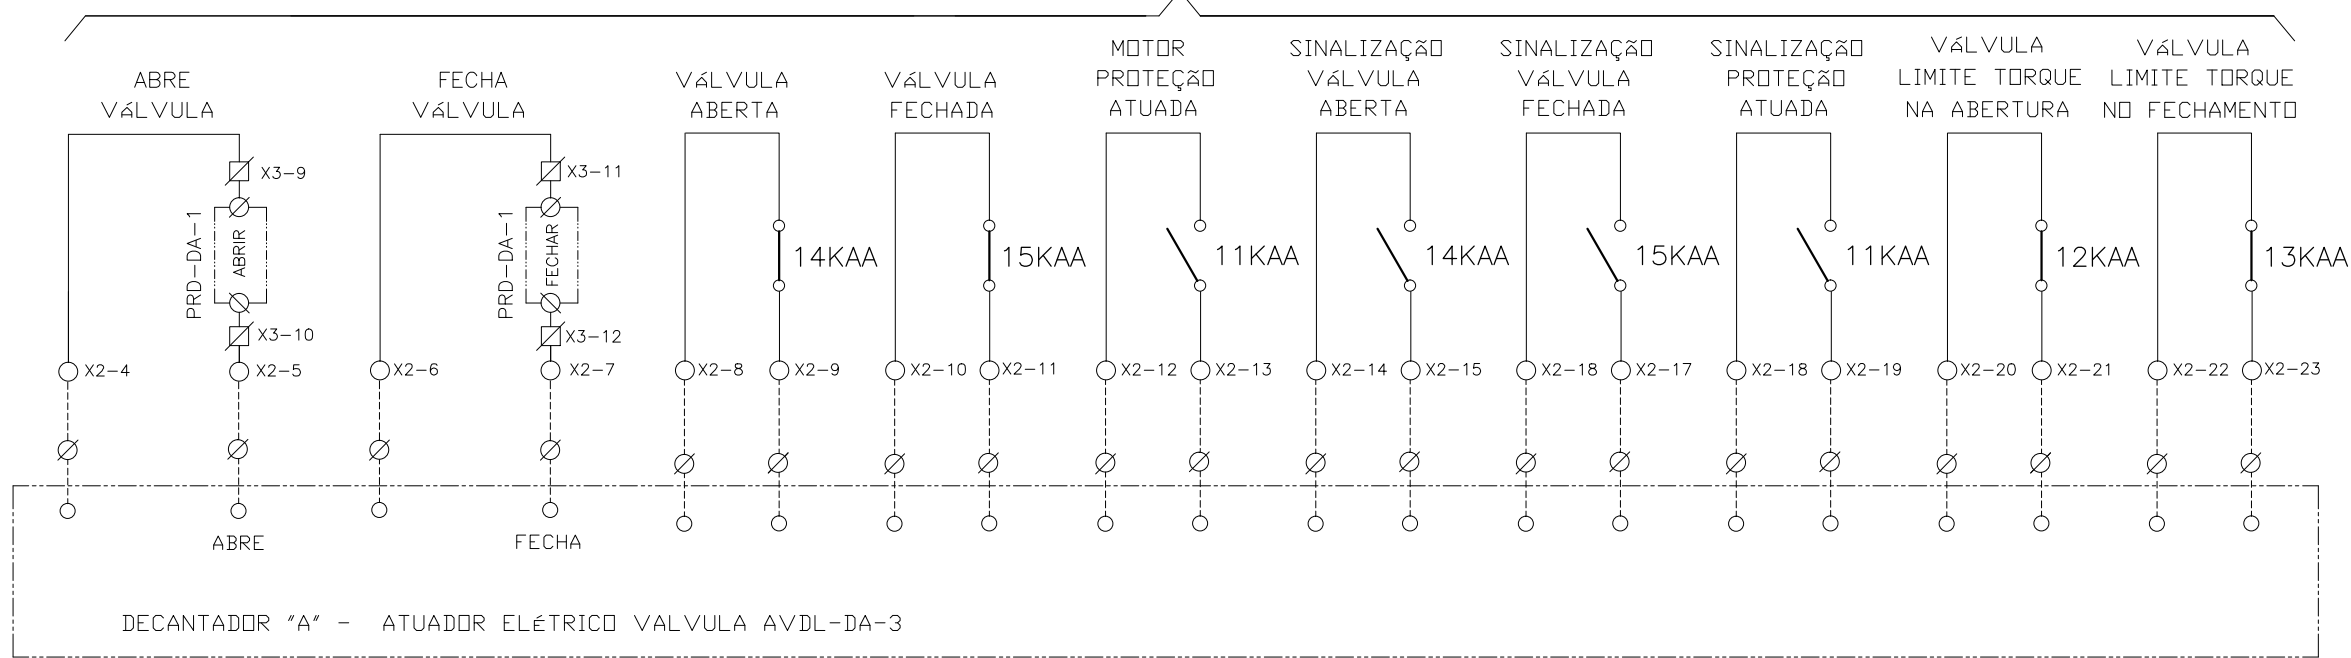 ABRE
VáLVULA
FECHA
VáLVULA
VáLVULA
ABERTA
VáLVULA
FECHADA
MOTOR
PROTEÇãO
ATUADA
SINALIZAÇãO
VáLVULA
ABERTA
SINALIZAÇãO
VáLVULA
FECHADA
SINALIZAÇãO
PROTEÇãO
ATUADA
VáLVULA
LIMITE TORQUE
NA ABERTURA
VáLVULA
LIMITE TORQUE
NO FECHAMENTO
X3-9
PRD-DA-1
ABRIR
X3-10
X3-11
PRD-DA-1
FECHAR
X3-12
14KAA
15KAA
11KAA
14KAA
15KAA
11KAA
12KAA
13KAA
X2-4
X2-5
X2-6
X2-7
X2-8
X2-9
X2-10
X2-11
X2-12
X2-13
X2-14
X2-15
X2-18
X2-17
X2-18
X2-19
X2-20
X2-21
X2-22
X2-23
ABRE
FECHA
DECANTADOR "A" - ATUADOR ELéTRICO VALVULA AVDL-DA-3